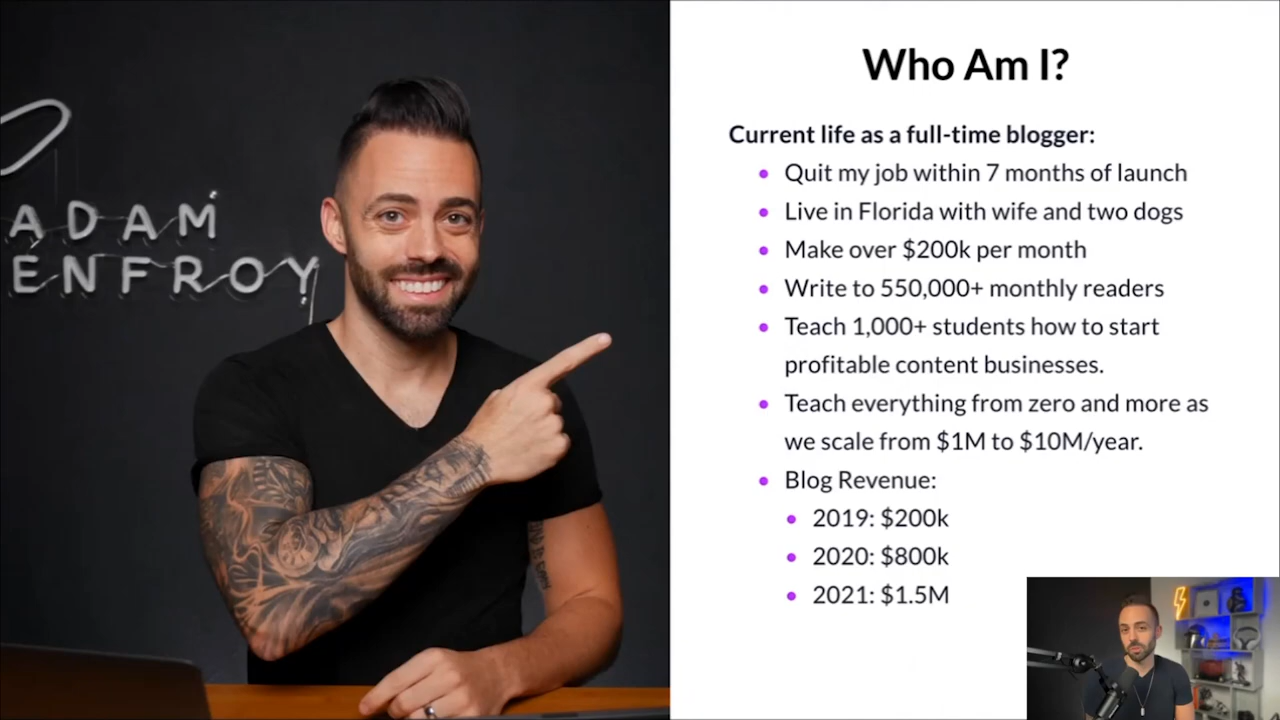 ADAM
ENFROY
Who Am I?
Current life as a full-time blogger:
Quit my job within 7 months of launch
Live in Florida with wife and two dogs
Make over $200k per month
Write to 550,000+ monthly readers
Teach 1,000+ students how to start
profitable content businesses.
Teach everything from zero and more as
we scale from $1M to $10M/year.
Blog Revenue:
2019: $200k
2020: $800k
2021: $1.5M